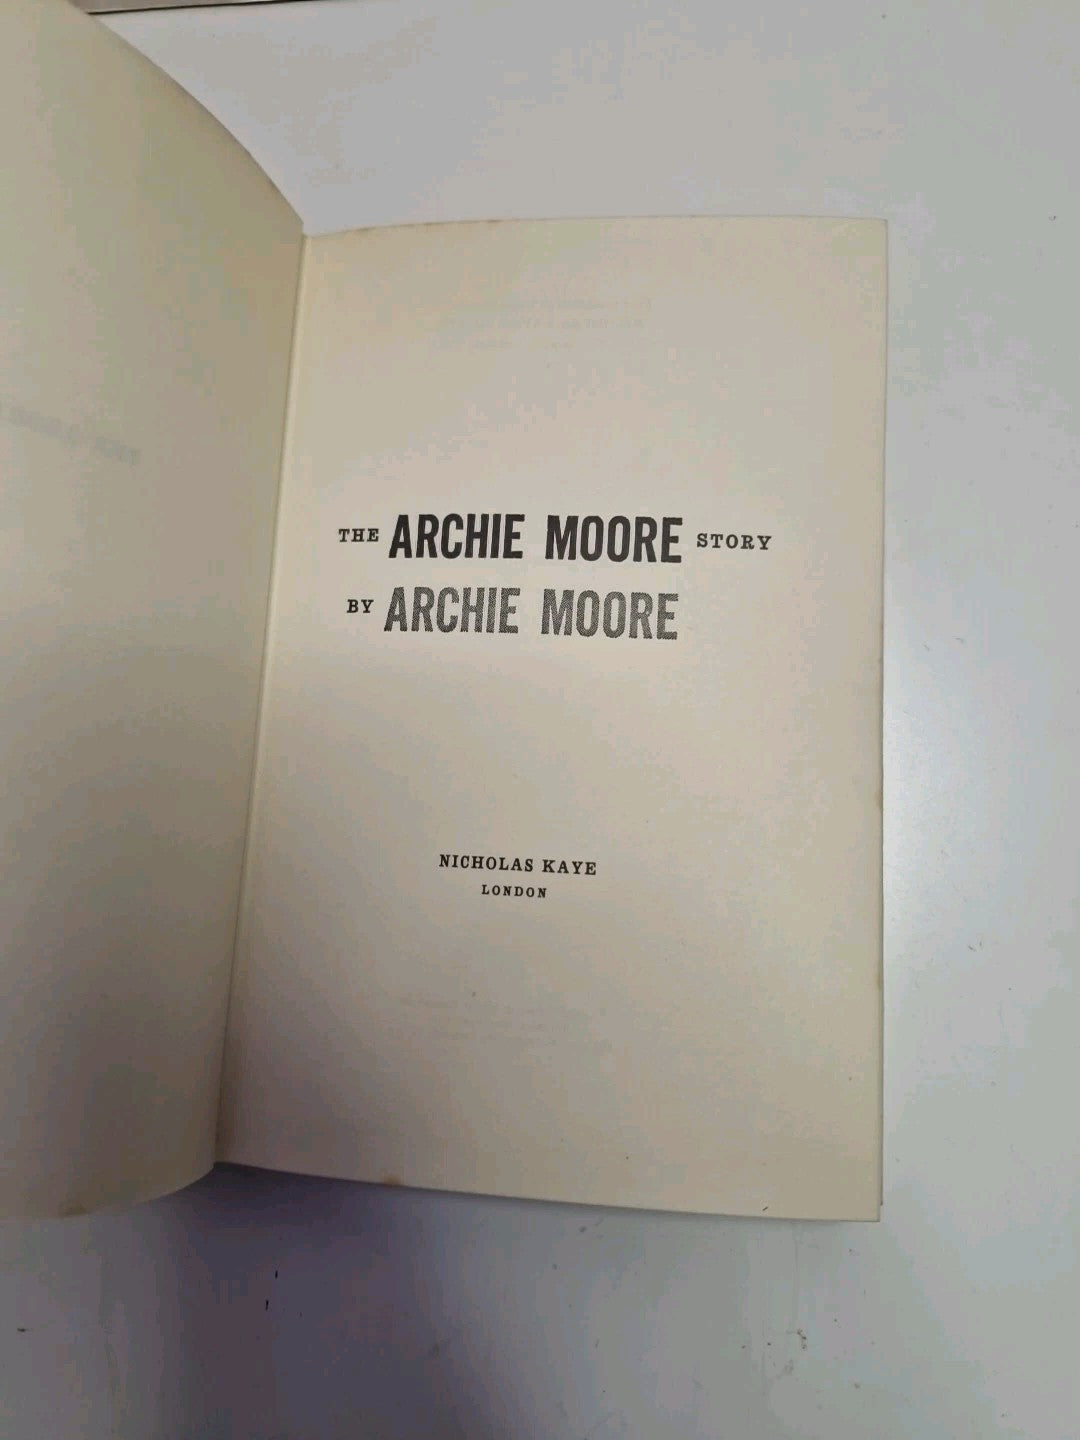 THE ARCHIE MOORE STORY
BY ARCHIE MOORE
NICHOLAS KAYE
LONDON